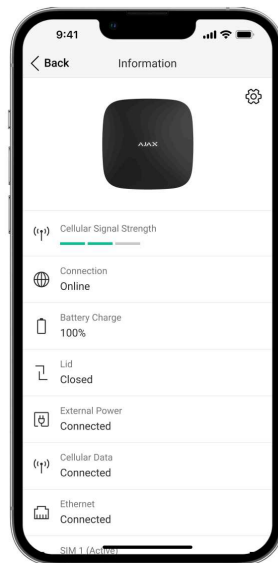 9:41
Back Information
AJAX
Cellular Signal Strength
Connection
Online
Battery Charge
100%
Lid
Closed
External Power
Connected
Cellular Data
Connected
Ethernet
Connected
SIM 1 (Active)